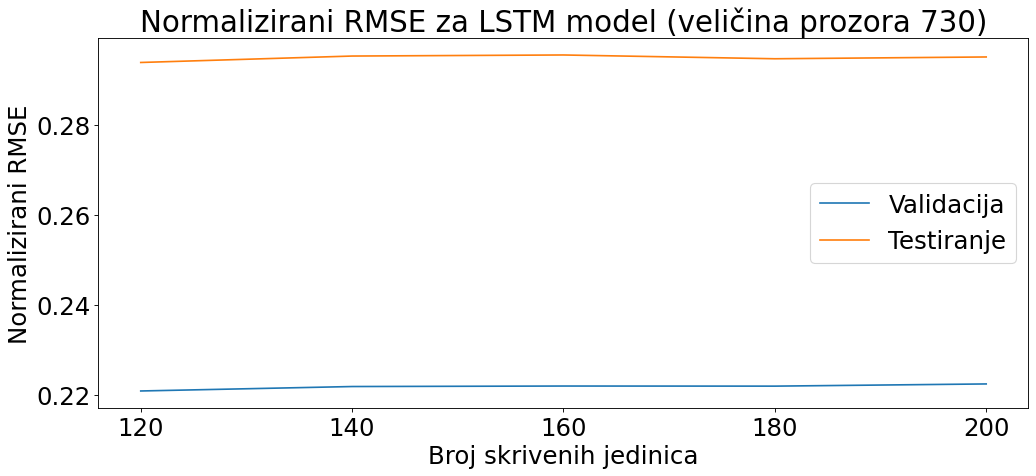 Normalizirani RMSE za LSTM model (veličina prozora 730)
Normalizirani RMSE
0.28
0.26
0.24
0.22
Validacija
Testiranje
120 140 160 180 200
Broj skrivenih jedinica